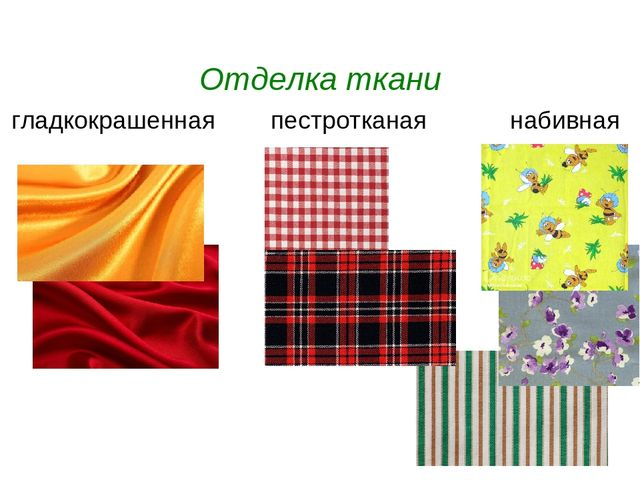 Отделка ткани
гладкокрашенная пестротканая набивная